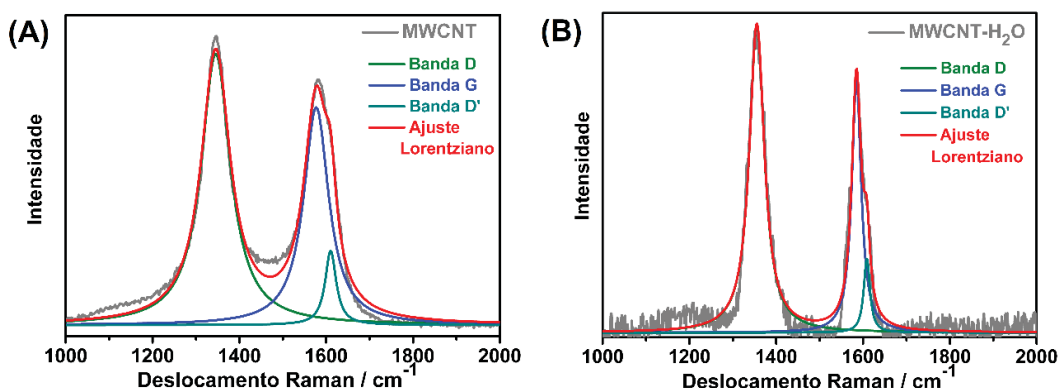 (A)
MWCNT
Banda D
Banda G
Banda D'
Ajuste
Lorentziano
Intensidade
1000 1200 1400 1600 1800 2000
Deslocamento Raman / cm⁻¹
(B)
MWCNT-H₂O
Banda D
Banda G
Banda D'
Ajuste
Lorentziano
Intensidade
1000 1200 1400 1600 1800 2000
Deslocamento Raman / cm⁻¹